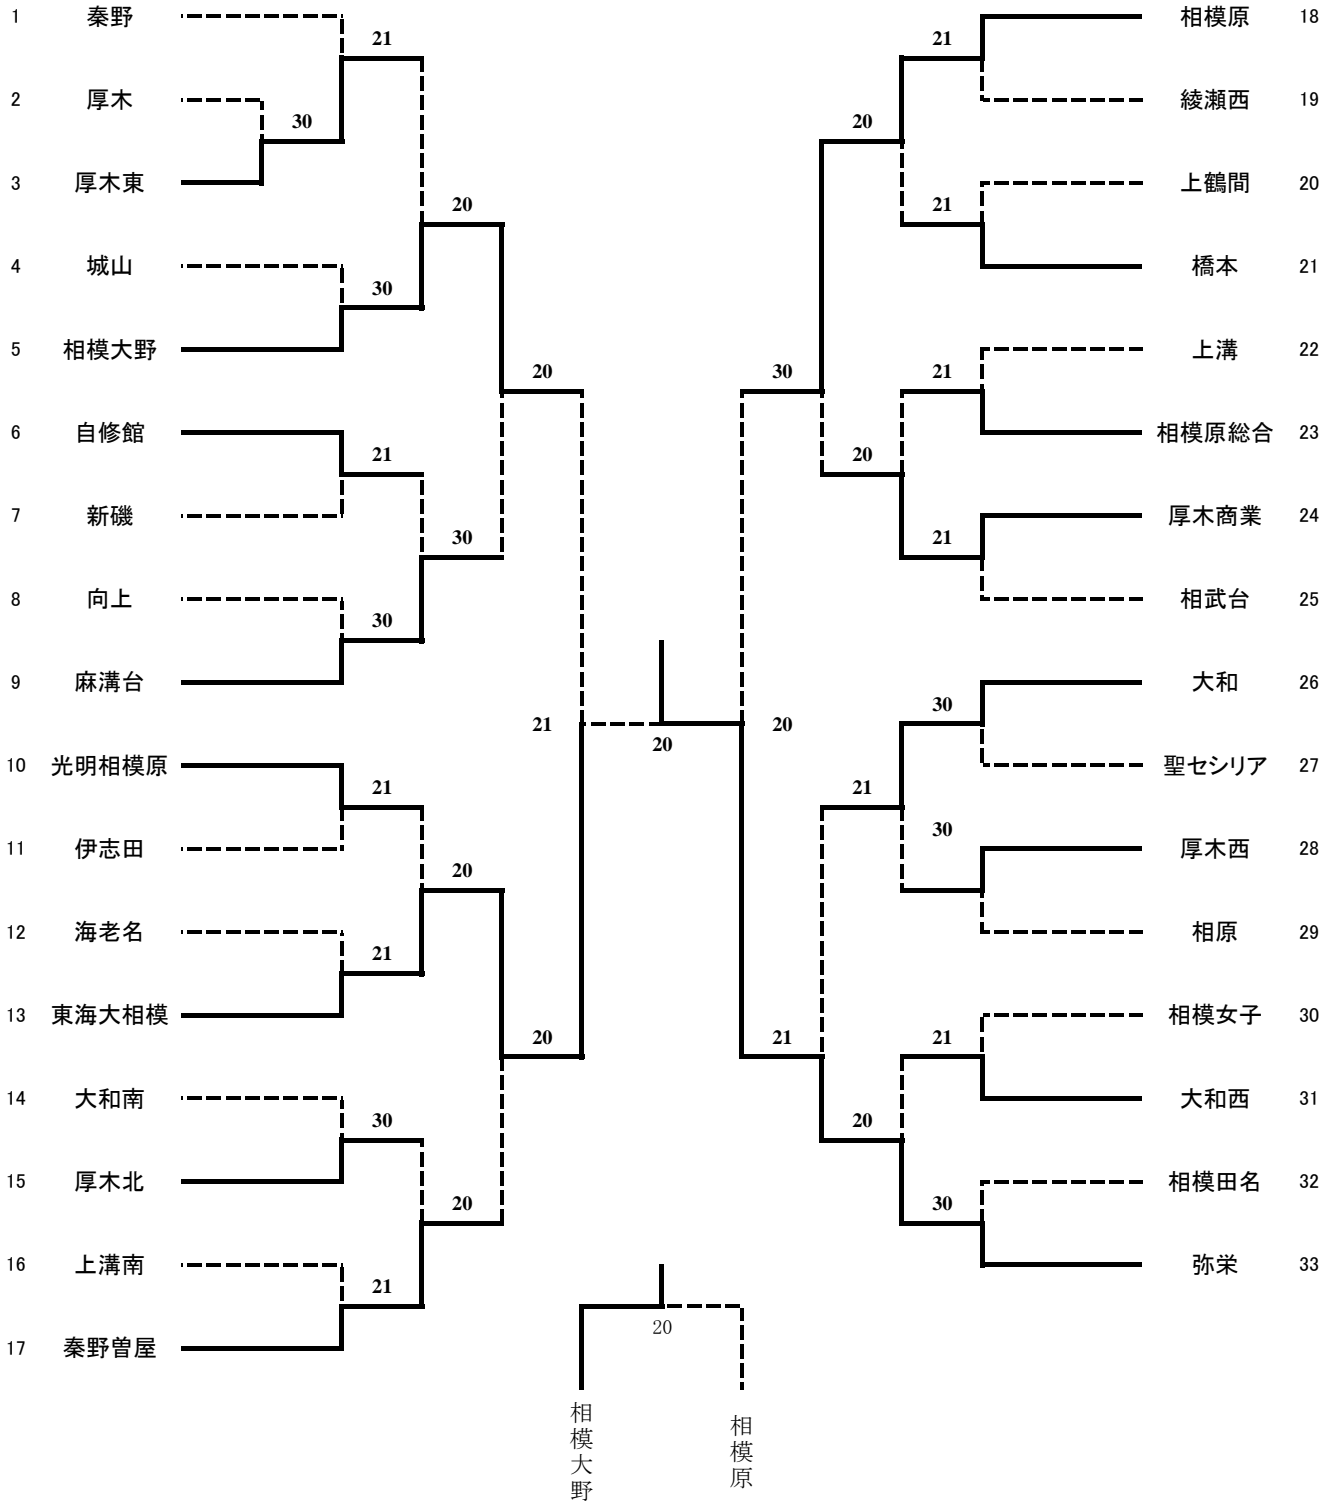 1 秦野
21
2 厚木
30
3 厚木東
20
4 城山
30
5 相模大野
20
6 自修館
21
7 新磯
30
8 向上
30
9 麻溝台
21
10 光明相模原
21
11 伊志田
20
12 海老名
21
13 東海大相模
20
14 大和南
30
15 厚木北
20
16 上溝南
21
17 秦野曽屋
20
相模原 18
21
綾瀬西 19
20
上鶴間 20
21
橋本 21
30
上溝 22
21
相模原総合 23
20
厚木商業 24
21
相武台 25
大和 26
30
20
聖セシリア 27
21
30
厚木西 28
相原 29
相模女子 30
21
21
大和西 31
20
相模田名 32
30
弥栄 33
20
相模大野
相模原